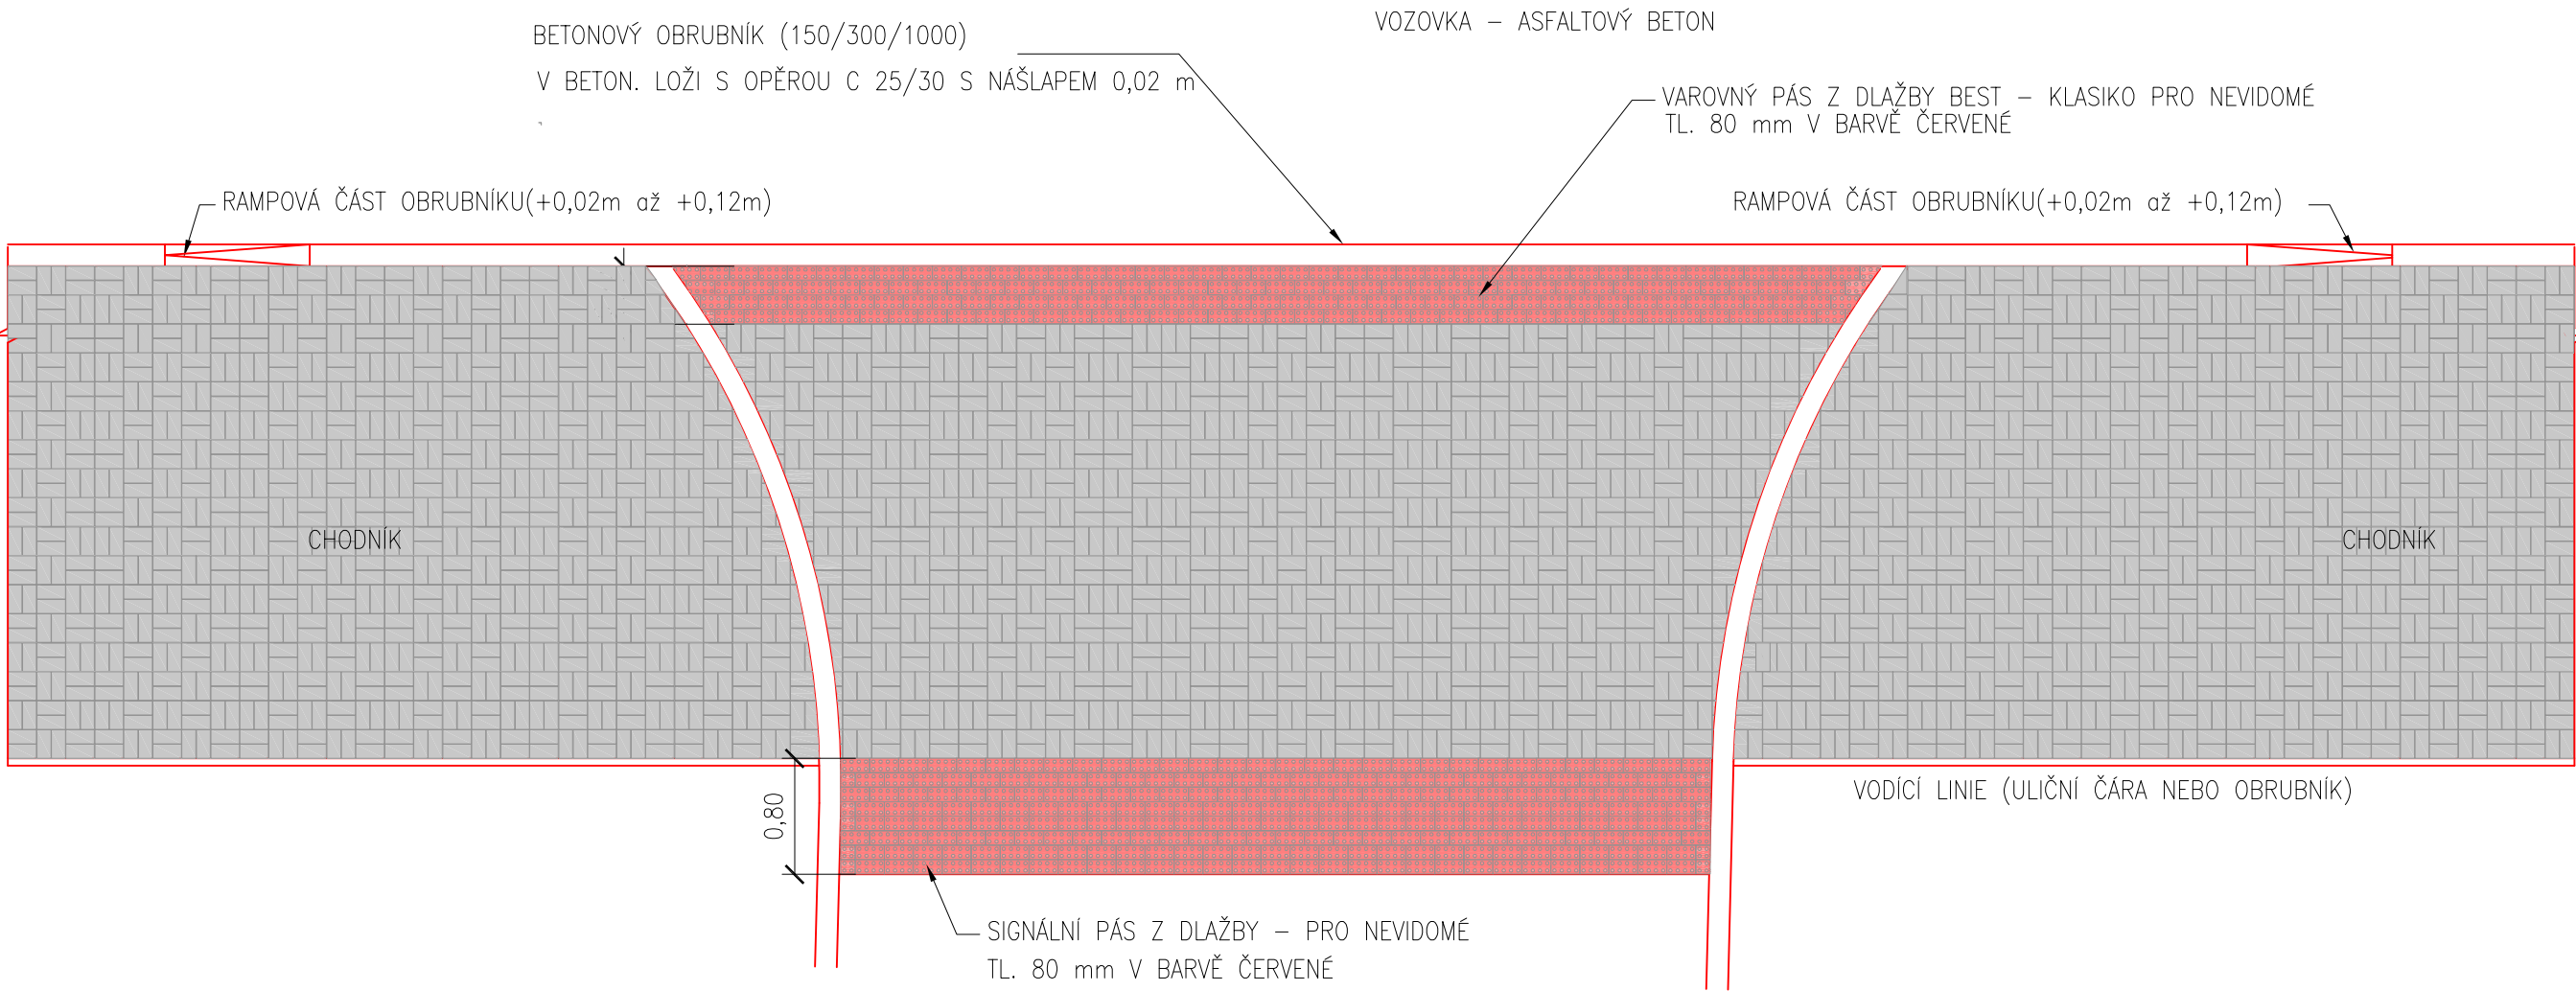 VOZOVKA – ASFALTOVÝ BETON
BETONOVÝ OBRUBNÍK (150/300/1000)
V BETON. LOŽI S OPĚROU C 25/30 S NÁŠLAPEM 0,02 m
VAROVNÝ PÁS Z DLAŽBY BEST – KLASIKO PRO NEVIDOMÉ
TL. 80 mm V BARVĚ ČERVENÉ
RAMPOVÁ ČÁST OBRUBNÍKU(+0,02m až +0,12m)
RAMPOVÁ ČÁST OBRUBNÍKU(+0,02m až +0,12m)
CHODNÍK
CHODNÍK
0,80
VODÍCÍ LINIE (ULIČNÍ ČÁRA NEBO OBRUBNÍK)
SIGNÁLNÍ PÁS Z DLAŽBY – PRO NEVIDOMÉ
TL. 80 mm V BARVĚ ČERVENÉ